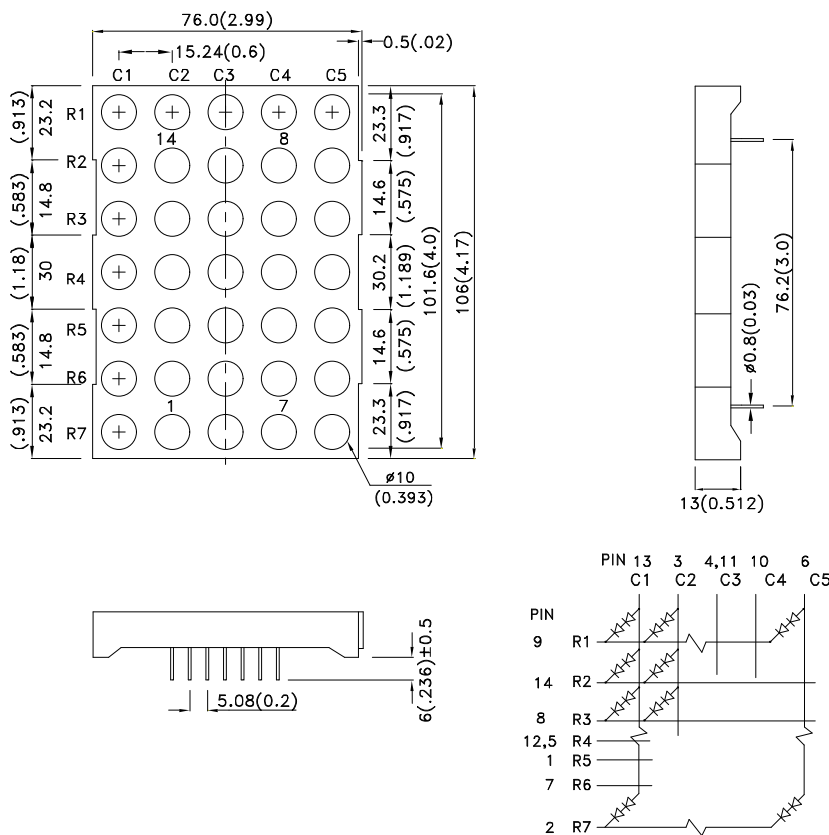 76.0(2.99)
0.5(.02)
15.24(0.6)
C1 C2 C3 C4 C5
R1
R2
R3
R4
R5
R6
R7
14 8
1 7
(.913) 23.2
(.583) 14.8
(1.18) 30
(.583) 14.8
(.913) 23.2
23.3 (.917)
14.6 (.575)
30.2 (1.189)
14.6 (.575)
23.3 (.917)
101.6(4.0)
106(4.17)
ø10
(0.393)
76.2(3.0)
ø0.8(0.03)
13(0.512)
5.08(0.2)
6(.236)±0.5
PIN 13 3 4,11 10 6
C1 C2 C3 C4 C5
PIN
9 R1
14 R2
8 R3
12,5 R4
1 R5
7 R6
2 R7